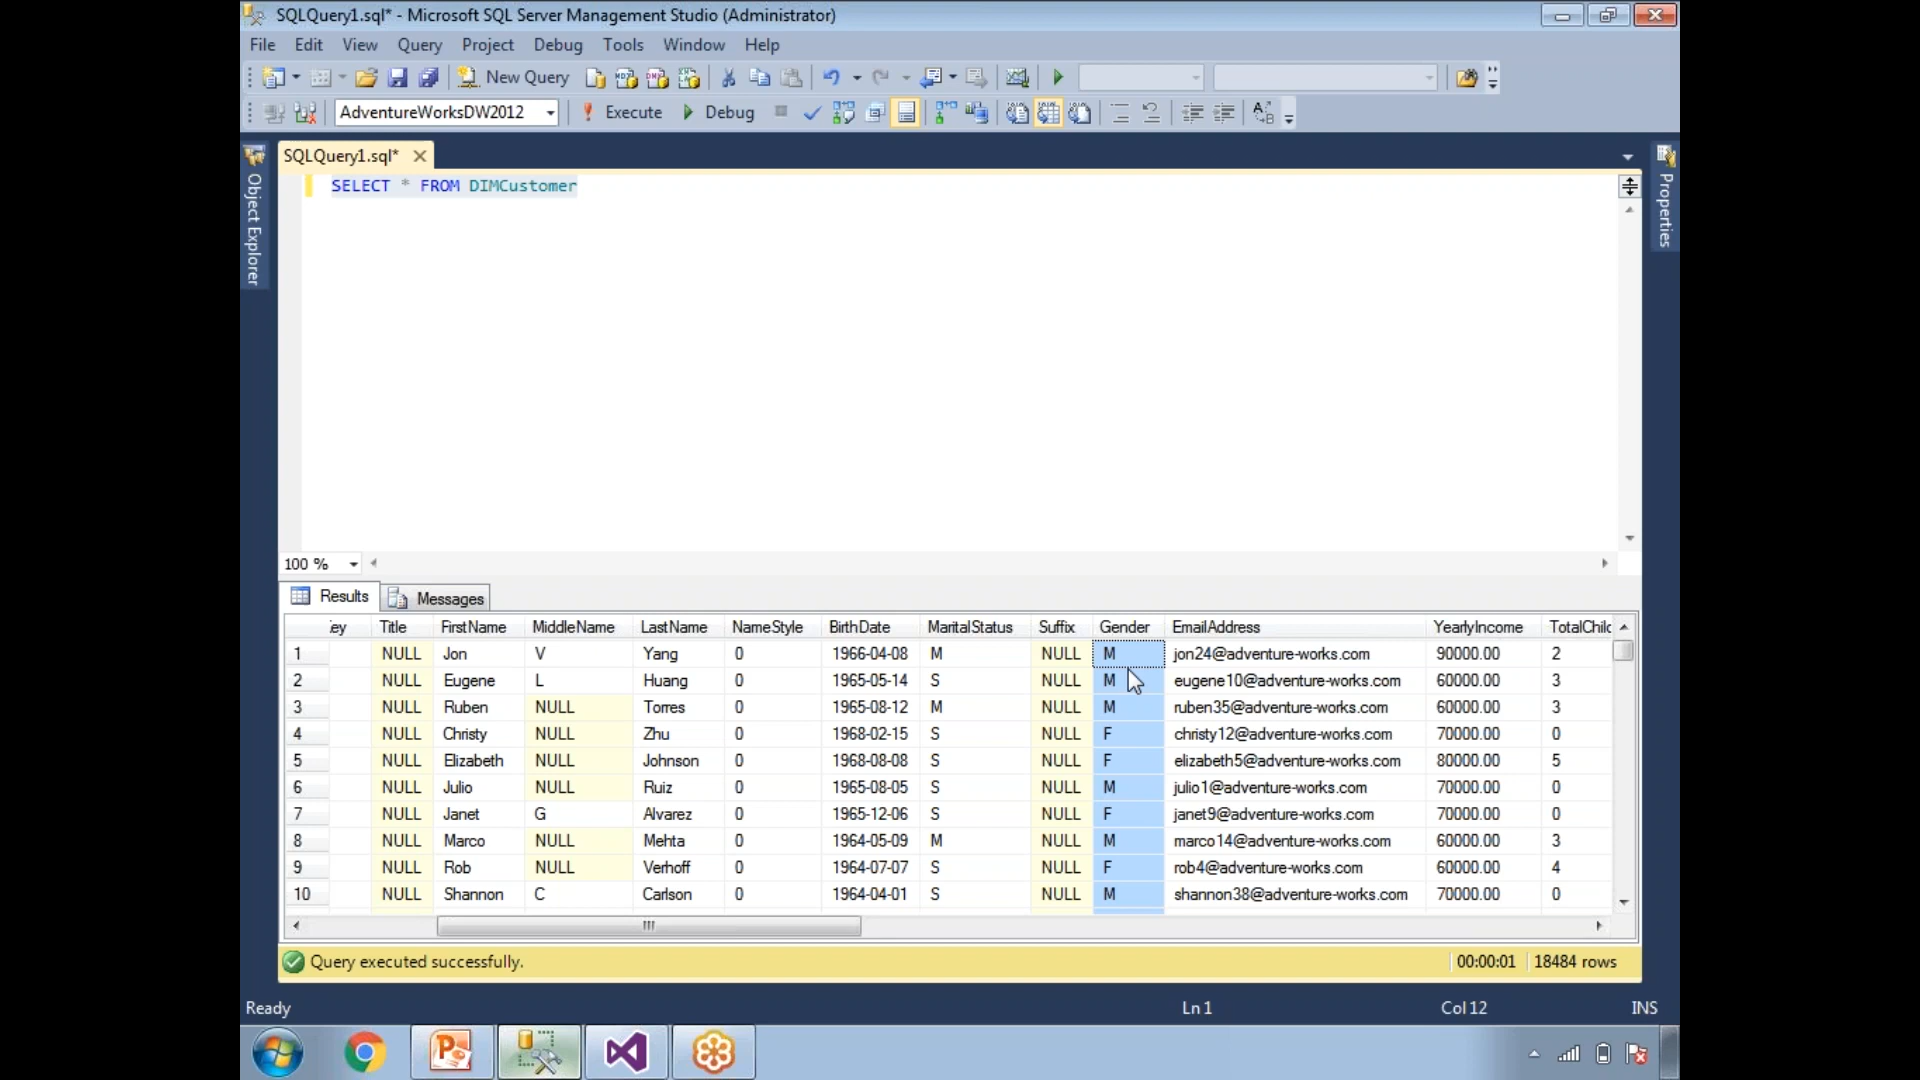 SQLQuery1.sql* - Microsoft SQL Server Management Studio (Administrator)
File Edit View Query Project Debug Tools Window Help
New Query
AdventureWorksDW2012 Execute Debug
SQLQuery1.sql*
Object Explorer
Properties
SELECT * FROM DIMCustomer
100 %
Results Messages
ey Title FirstName MiddleName LastName NameStyle BirthDate MaritalStatus Suffix Gender EmailAddress YearlyIncome TotalChilc
1 NULL Jon V Yang 0 1966-04-08 M NULL M jon24@adventure-works.com 90000.00 2
2 NULL Eugene L Huang 0 1965-05-14 S NULL M eugene10@adventure-works.com 60000.00 3
3 NULL Ruben NULL Torres 0 1965-08-12 M NULL M ruben35@adventure-works.com 60000.00 3
4 NULL Christy NULL Zhu 0 1968-02-15 S NULL F christy12@adventure-works.com 70000.00 0
5 NULL Elizabeth NULL Johnson 0 1968-08-08 S NULL F elizabeth5@adventure-works.com 80000.00 5
6 NULL Julio NULL Ruiz 0 1965-08-05 S NULL M julio1@adventure-works.com 70000.00 0
7 NULL Janet G Alvarez 0 1965-12-06 S NULL F janet9@adventure-works.com 70000.00 0
8 NULL Marco NULL Mehta 0 1964-05-09 M NULL M marco14@adventure-works.com 60000.00 3
9 NULL Rob NULL Verhoff 0 1964-07-07 S NULL F rob4@adventure-works.com 60000.00 4
10 NULL Shannon C Carlson 0 1964-04-01 S NULL M shannon38@adventure-works.com 70000.00 0
Query executed successfully. 00:00:01 18484 rows
Ready Ln 1 Col 12 INS